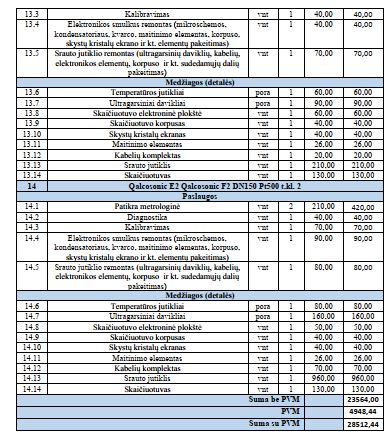 13.3 Kalibravimas vnt 1 40,00 40,00
13.4 Elektronikos smulkus remontas (mikroschemos, vnt 1 40,00 40,00
kondensatoriaus, kvarco, maitinimo elementas, korpuso,
skystų kristalų ekrano ir kt. elementų pakeitimas)
13.5 Srauto jutiklio remontas (ultragarsinių daviklių, kabelių, vnt 1 70,00 70,00
elektronikos elementų, korpuso ir kt. sudedamųjų dalių
pakeitimas)
Medžiagos (detalės)
13.6 Temperatūros jutikliai pora 1 60,00 60,00
13.7 Ultragarsiniai davikliai pora 1 90,00 90,00
13.8 Skaičiuotuvo elektroninė plokštė vnt 1 60,00 60,00
13.9 Skaičiuotuvo korpusas vnt 1 40,00 40,00
13.10 Skystų kristalų ekranas vnt 1 40,00 40,00
13.11 Maitinimo elementas vnt 1 26,00 26,00
13.12 Kabelių komplektas vnt 1 20,00 20,00
13.13 Srauto jutiklis vnt 1 210,00 210,00
13.14 Skaičiuotuvas vnt 1 130,00 130,00
14 Qalcosonic E2 Qalcosonic F2 DN150 Pt500 t.kl. 2
Paslaugos
14.1 Patikra metrologinė vnt 2 210,00 420,00
14.2 Diagnostika vnt 1 40,00 40,00
14.3 Kalibravimas vnt 1 70,00 70,00
14.4 Elektronikos smulkus remontas (mikroschemos, vnt 1 90,00 90,00
kondensatoriaus, kvarco, maitinimo elementas, korpuso,
skystų kristalų ekrano ir kt. elementų pakeitimas)
14.5 Srauto jutiklio remontas (ultragarsinių daviklių, kabelių, vnt 1 80,00 80,00
elektronikos elementų, korpuso ir kt. sudedamųjų dalių
pakeitimas)
Medžiagos (detalės)
14.6 Temperatūros jutikliai pora 1 80,00 80,00
14.7 Ultragarsiniai davikliai pora 1 160,00 160,00
14.8 Skaičiuotuvo elektroninė plokštė vnt 1 50,00 50,00
14.9 Skaičiuotuvo korpusas vnt 1 40,00 40,00
14.10 Skystų kristalų ekranas vnt 1 40,00 40,00
14.11 Maitinimo elementas vnt 1 26,00 26,00
14.12 Kabelių komplektas vnt 1 70,00 70,00
14.13 Srauto jutiklis vnt 1 960,00 960,00
14.14 Skaičiuotuvas vnt 1 130,00 130,00
Suma be PVM 23564,00
PVM 4948,44
Suma su PVM 28512,44